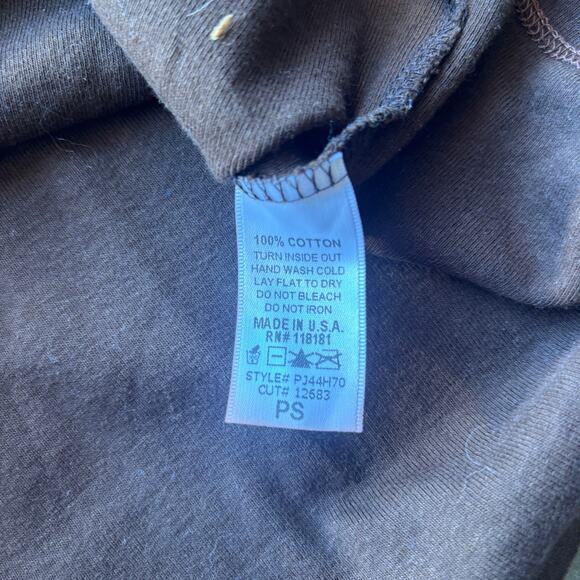 100% COTTON
TURN INSIDE OUT
HAND WASH COLD
LAY FLAT TO DRY
DO NOT BLEACH
DO NOT IRON
MADE IN U.S.A.
RN# 118181
STYLE# PJ44H70
CUT# 12683
PS